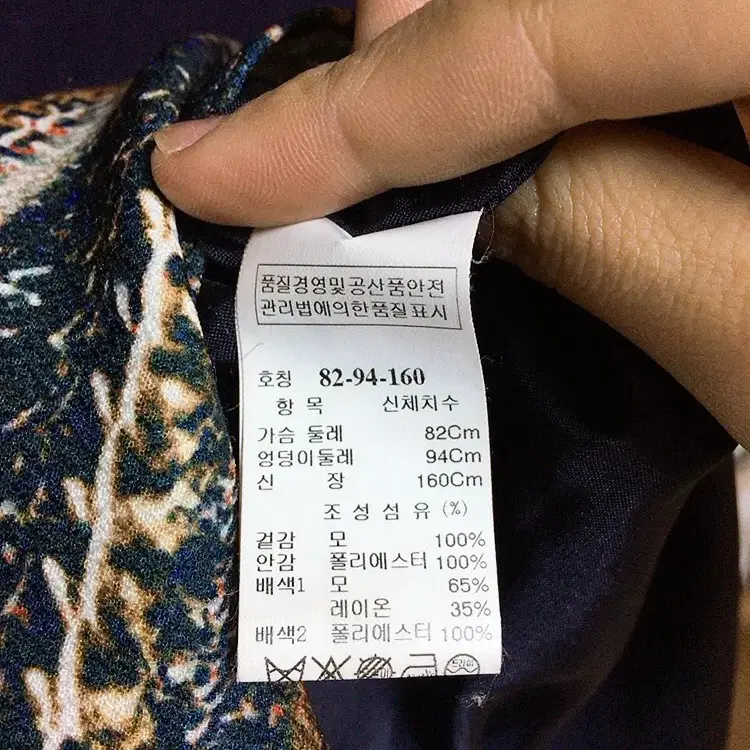 품질경영및공산품안전
관리법에의한품질표시
호칭 82-94-160
항 목 신체치수
가슴 둘레 82Cm
엉덩이둘레 94Cm
신 장 160Cm
조 성 섬 유 (%)
겉감 모 100%
안감 폴리에스터 100%
배색1 모 65%
레이온 35%
배색2 폴리에스터 100%
드라이